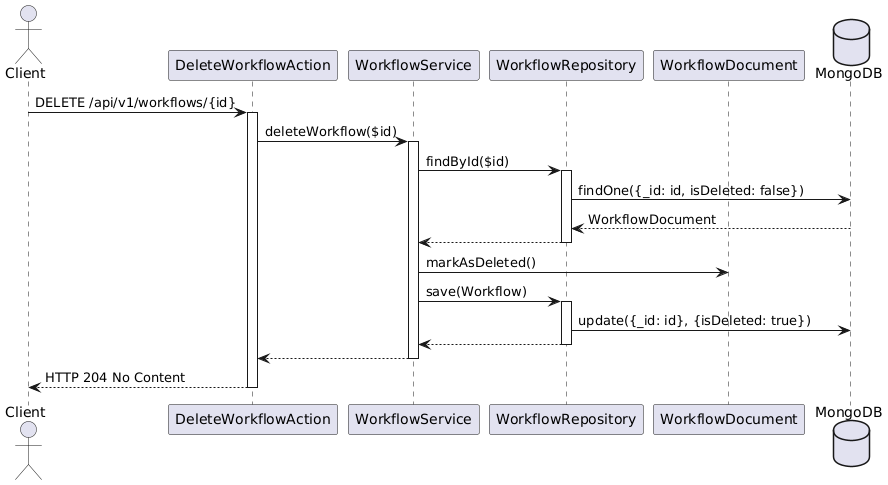 Client
DeleteWorkflowAction
WorkflowService
WorkflowRepository
WorkflowDocument
MongoDB
DELETE /api/v1/workflows/{id}
deleteWorkflow($id)
findById($id)
findOne({_id: id, isDeleted: false})
WorkflowDocument
markAsDeleted()
save(Workflow)
update({_id: id}, {isDeleted: true})
HTTP 204 No Content
Client
DeleteWorkflowAction
WorkflowService
WorkflowRepository
WorkflowDocument
MongoDB